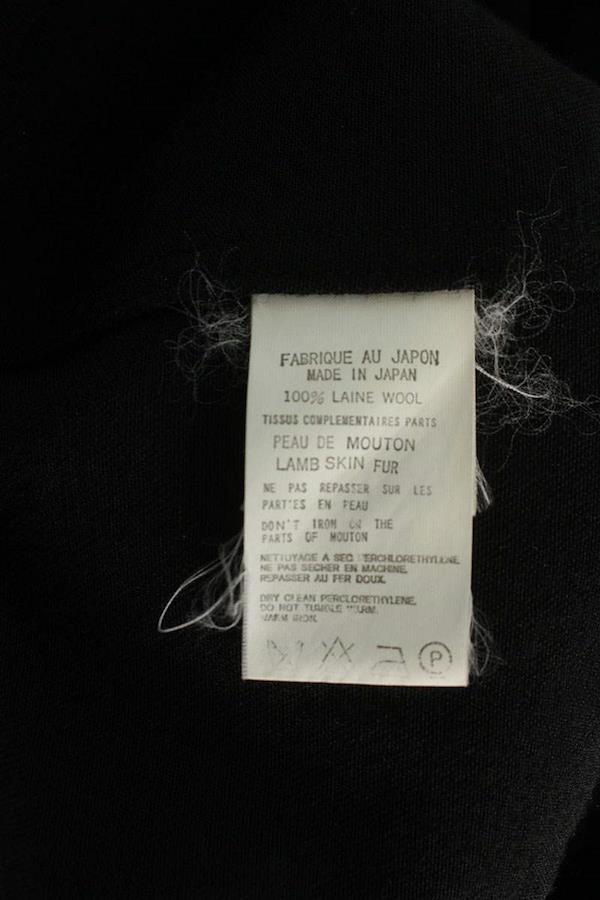 FABRIQUE AU JAPON
MADE IN JAPAN
100% LAINE WOOL
TISSUS COMPLEMENTAIRES PARTS
PEAU DE MOUTON
LAMB SKIN FUR
NE PAS REPASSER SUR LES
PARTIES EN PEAU
DON'T IRON ON THE
PARTS OF MOUTON
NETTOYAGE A SEC PERCHLORETHYLENE.
NE PAS SECHER EN MACHINE.
REPASSER AU FER DOUX.
DRY CLEAN PERCLORETHYLENE.
DO NOT TUMBLE
WARM IRON.
P